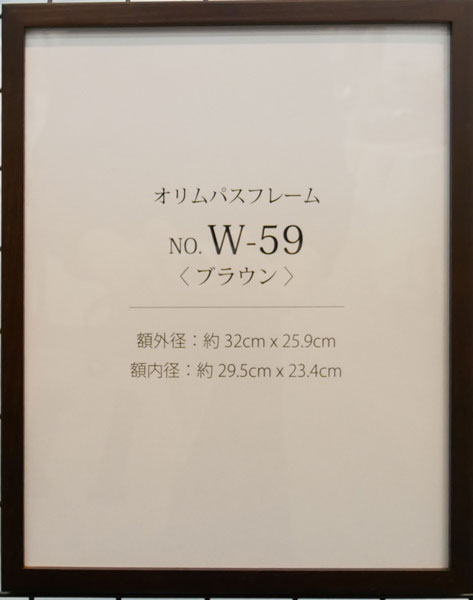 オリムパスフレーム
NO. W-59
〈ブラウン〉
額外径：約 32cm x 25.9cm
額内径：約 29.5cm x 23.4cm